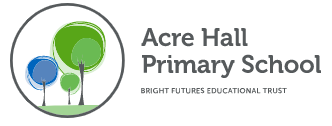 Acre Hall
Primary School
BRIGHT FUTURES EDUCATIONAL TRUST